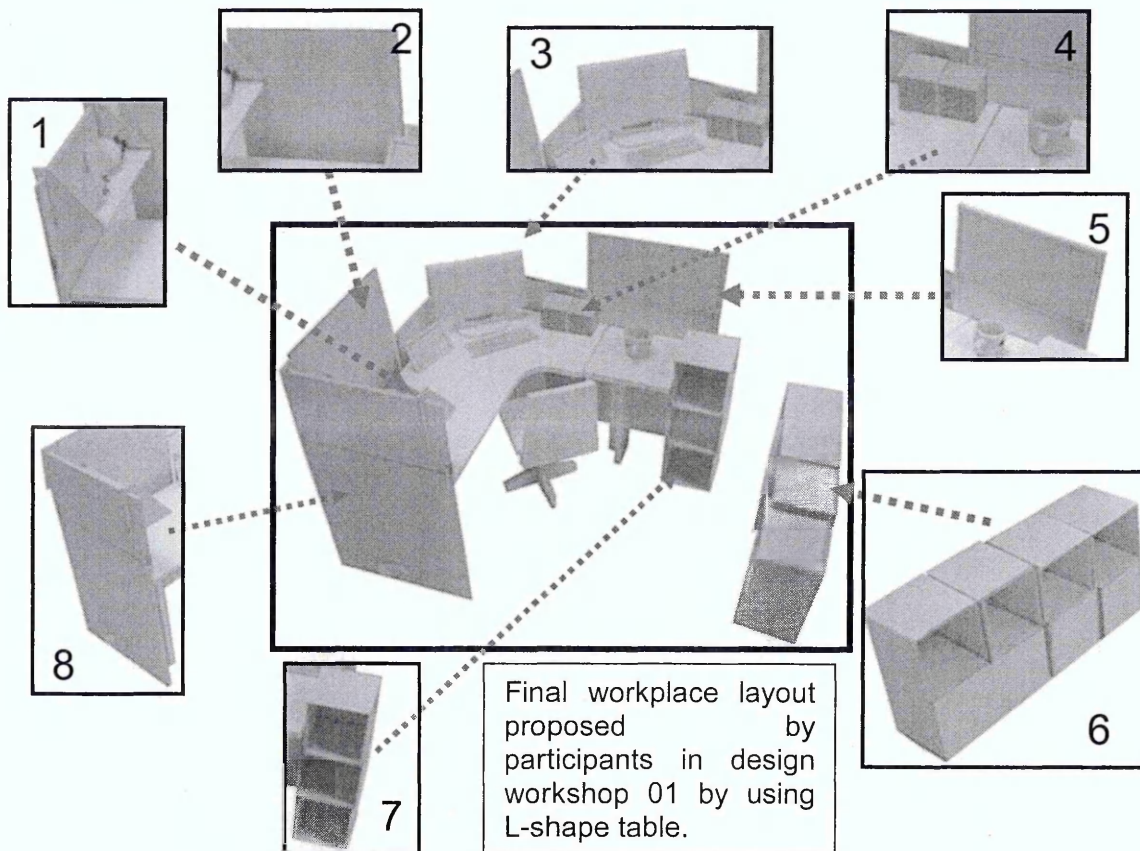 1
2
3
4
5
6
7
8
Final workplace layout
proposed by
participants in design
workshop 01 by using
L-shape table.